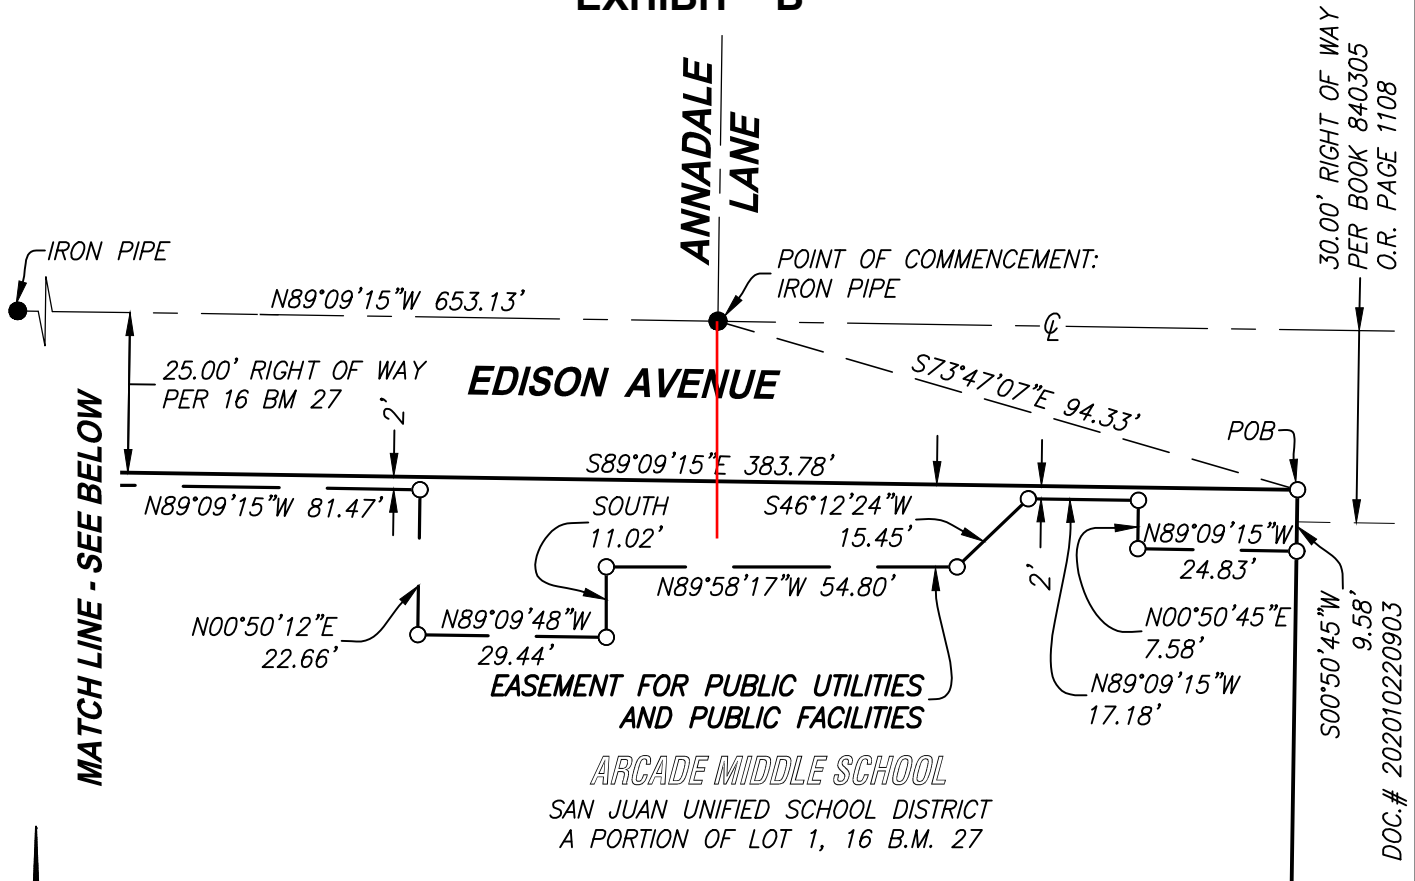 EXHIBIT "B"
ANNADALE
LANE
30.00' RIGHT OF WAY
PER BOOK 840305
O.R. PAGE 1108
IRON PIPE
POINT OF COMMENCEMENT:
IRON PIPE
N89°09'15"W 653.13'
℄
25.00' RIGHT OF WAY
PER 16 BM 27
EDISON AVENUE
S73°47'07"E 94.33'
2'
POB
MATCH LINE - SEE BELOW
S89°09'15"E 383.78'
N89°09'15"W 81.47'
SOUTH
11.02'
S46°12'24"W
15.45'
N89°09'15"W
24.83'
2'
N89°58'17"W 54.80'
N00°50'12"E
22.66'
N89°09'48"W
29.44'
N00°50'45"E
7.58'
S00°50'45"W
9.58'
N89°09'15"W
17.18'
EASEMENT FOR PUBLIC UTILITIES
AND PUBLIC FACILITIES
DOC.# 202010220903
ARCADE MIDDLE SCHOOL
SAN JUAN UNIFIED SCHOOL DISTRICT
A PORTION OF LOT 1, 16 B.M. 27